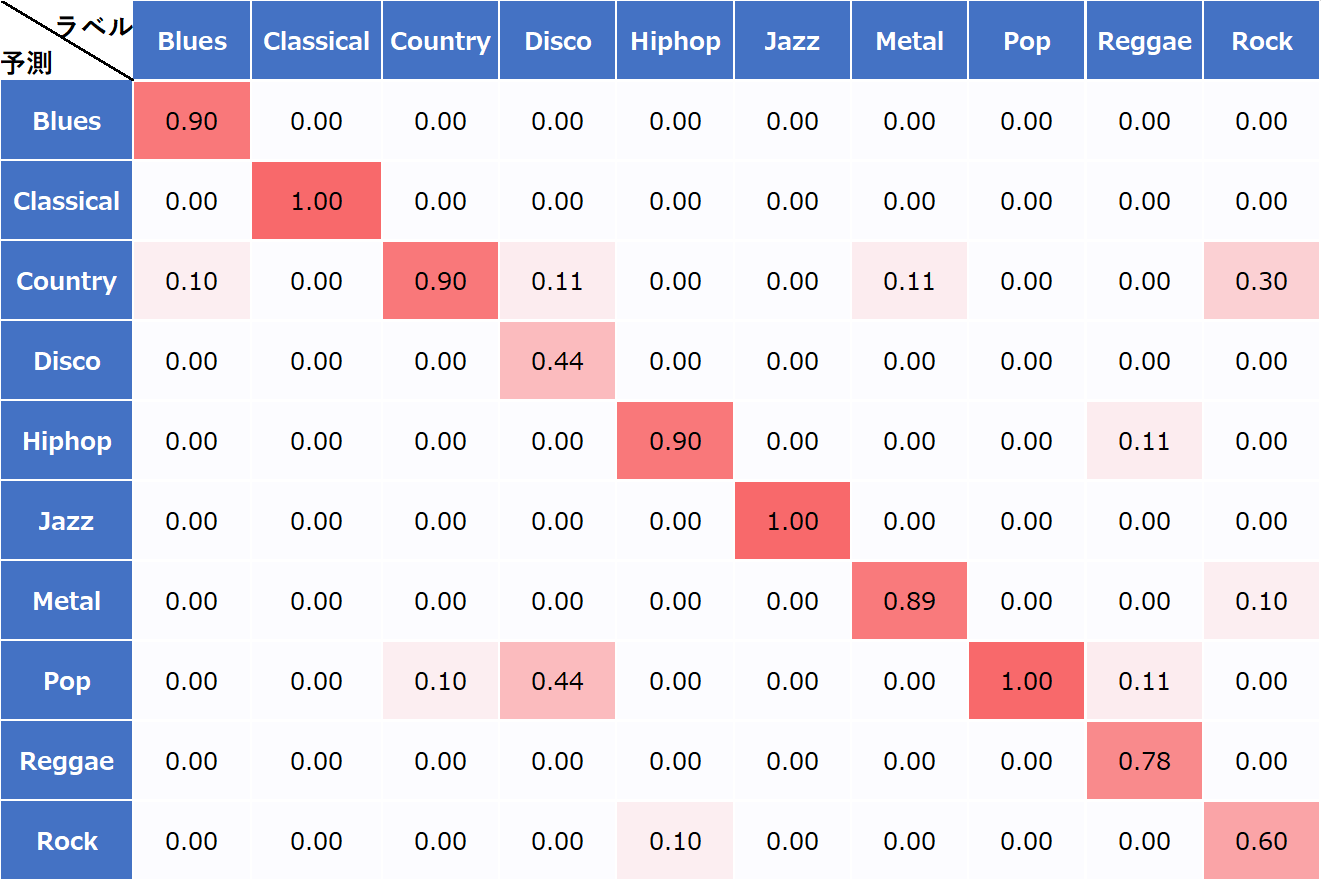 ラベル
予測
Blues Classical Country Disco Hiphop Jazz Metal Pop Reggae Rock
Blues 0.90 0.00 0.00 0.00 0.00 0.00 0.00 0.00 0.00 0.00
Classical 0.00 1.00 0.00 0.00 0.00 0.00 0.00 0.00 0.00 0.00
Country 0.10 0.00 0.90 0.11 0.00 0.00 0.11 0.00 0.00 0.30
Disco 0.00 0.00 0.00 0.44 0.00 0.00 0.00 0.00 0.00 0.00
Hiphop 0.00 0.00 0.00 0.00 0.90 0.00 0.00 0.00 0.11 0.00
Jazz 0.00 0.00 0.00 0.00 0.00 1.00 0.00 0.00 0.00 0.00
Metal 0.00 0.00 0.00 0.00 0.00 0.00 0.89 0.00 0.00 0.10
Pop 0.00 0.00 0.10 0.44 0.00 0.00 0.00 1.00 0.11 0.00
Reggae 0.00 0.00 0.00 0.00 0.00 0.00 0.00 0.00 0.78 0.00
Rock 0.00 0.00 0.00 0.00 0.10 0.00 0.00 0.00 0.00 0.60